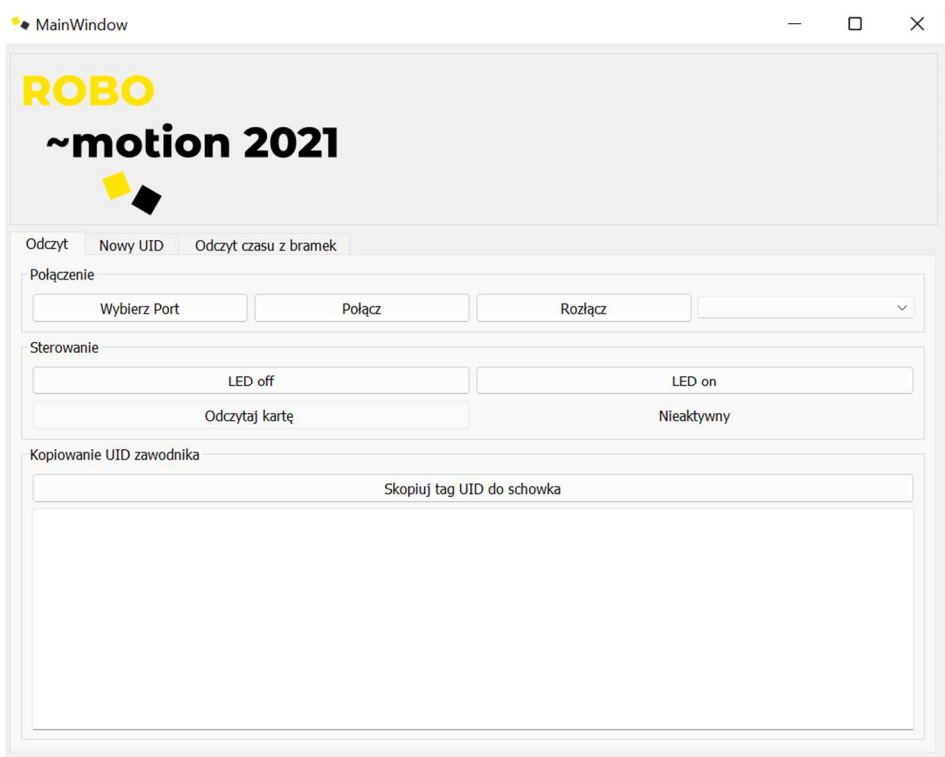 MainWindow
ROBO
~motion 2021
Odczyt Nowy UID Odczyt czasu z bramek
Połączenie
Wybierz Port Połącz Rozłącz
Sterowanie
LED off LED on
Odczytaj kartę Nieaktywny
Kopiowanie UID zawodnika
Skopiuj tag UID do schowka